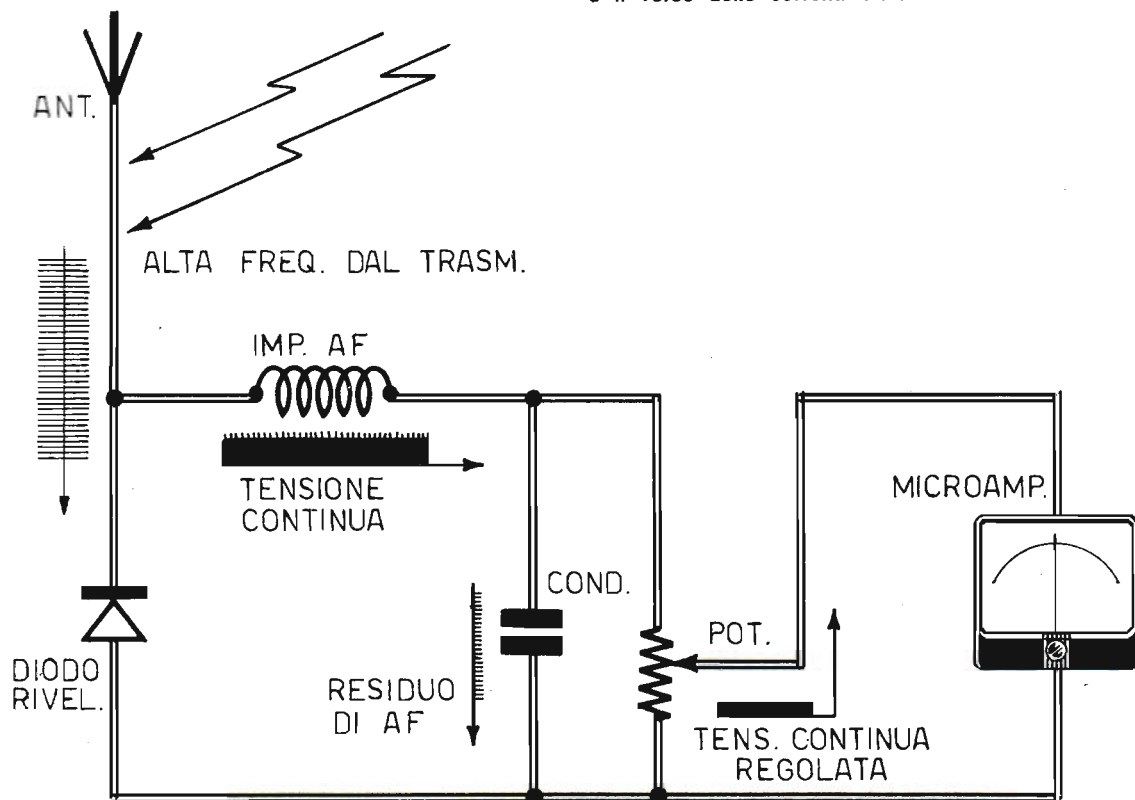 ANT.
ALTA FREQ. DAL TRASM.
IMP. AF
TENSIONE
CONTINUA
MICROAMP.
COND.
POT.
DIODO
RIVEL.
RESIDUO
DI AF
TENS. CONTINUA
REGOLATA